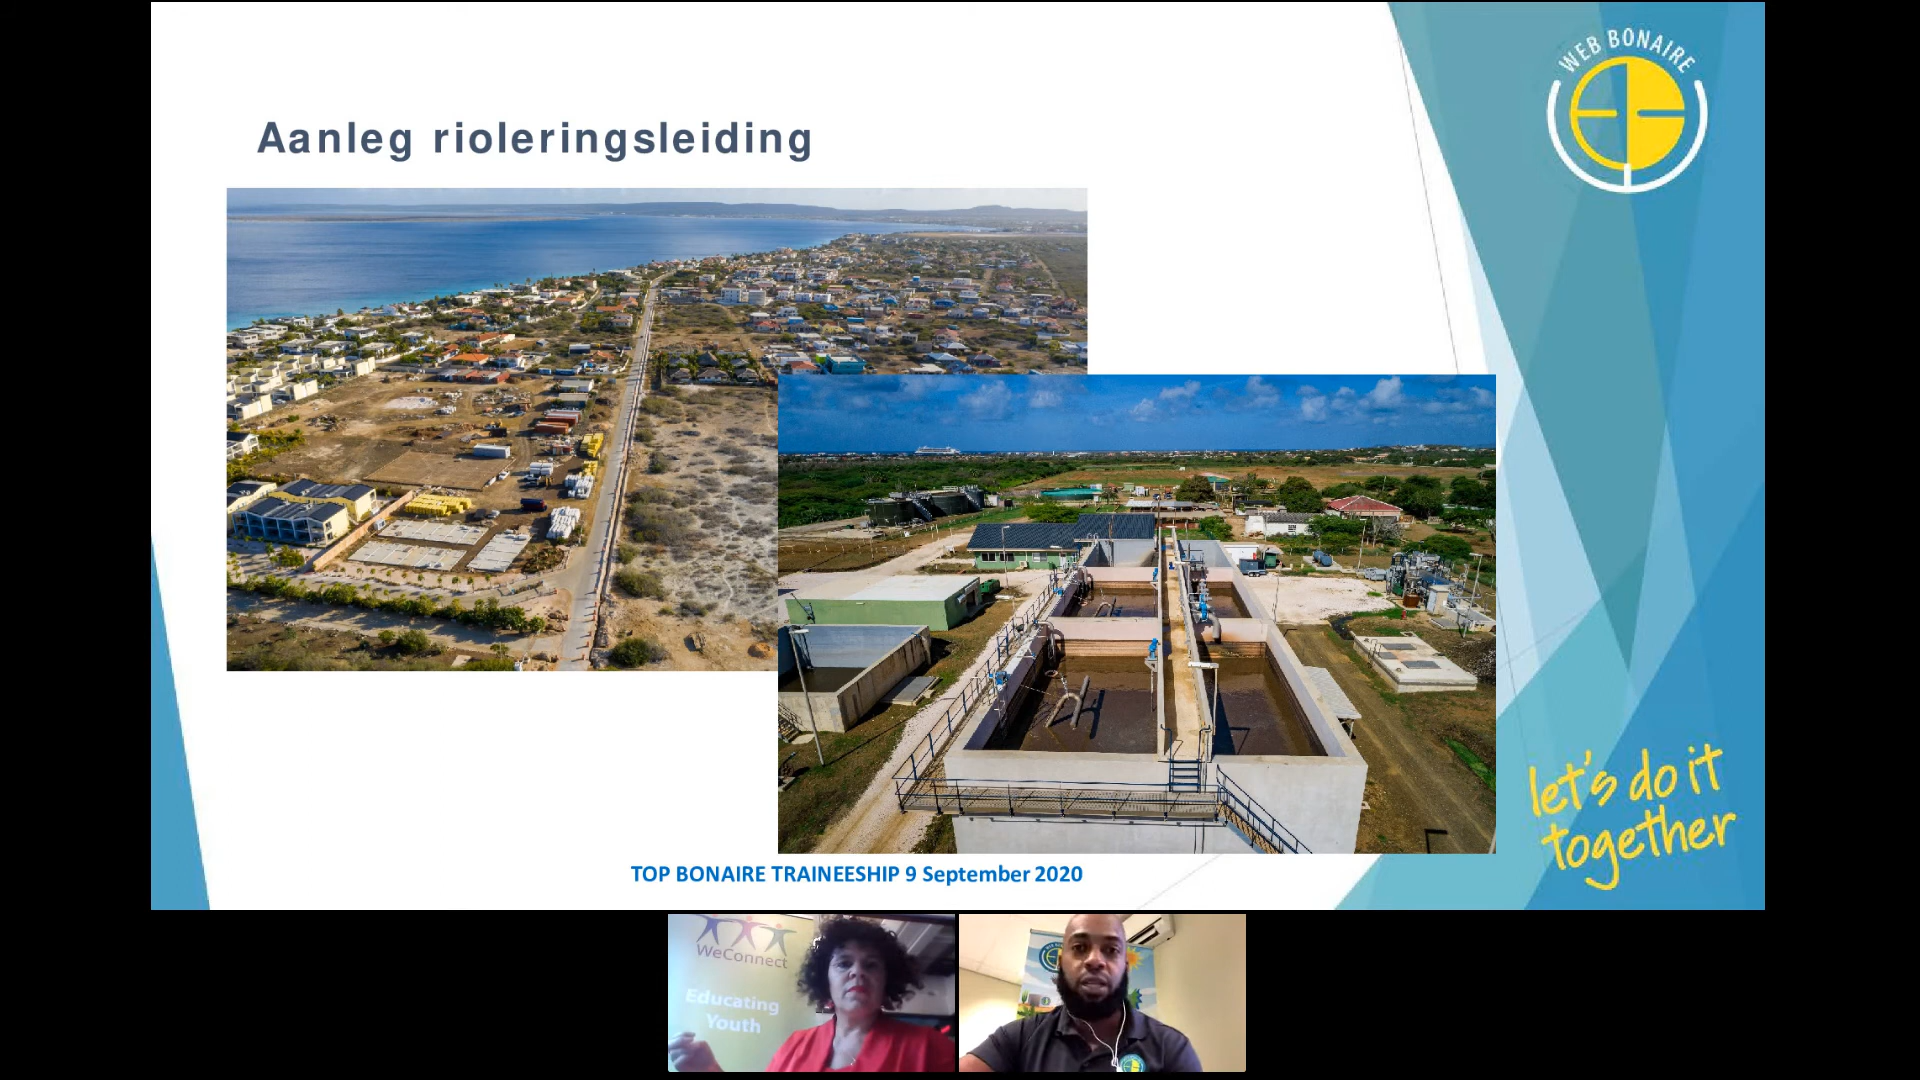 WEB BONAIRE
Aanleg rioleringsleiding
let's do it
together
TOP BONAIRE TRAINEESHIP 9 September 2020
WeConnect
Educating
Youth